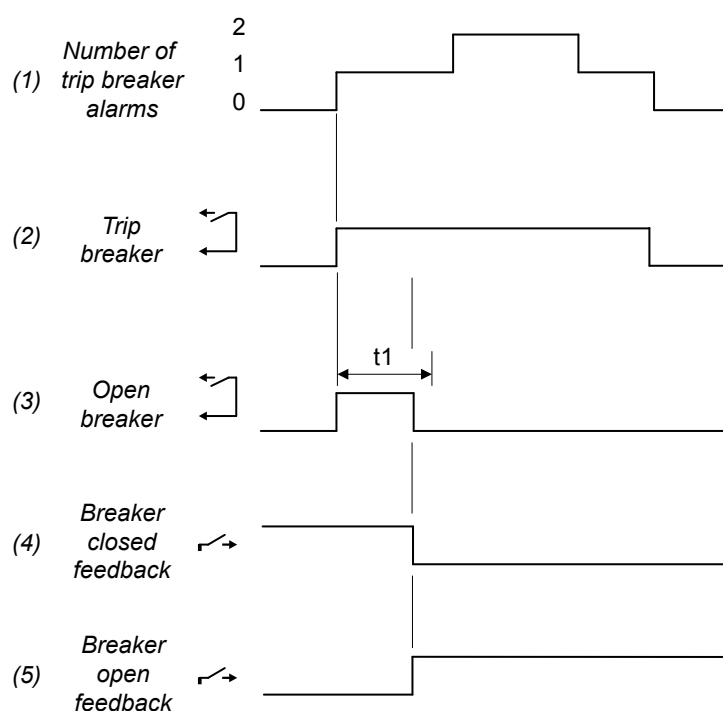 2
Number of
(1) trip breaker 1
alarms 0
(2) Trip
breaker
t1
(3) Open
breaker
Breaker
(4) closed
feedback
Breaker
(5) open
feedback